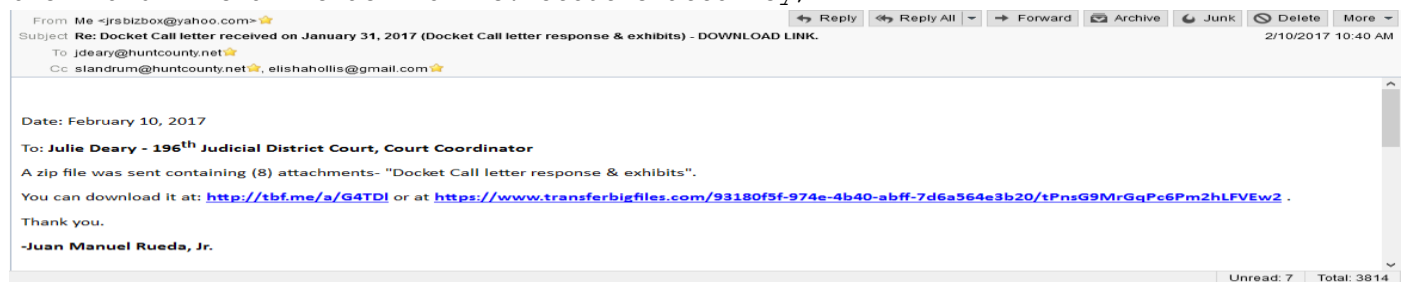 From Me <jrsbizbox@yahoo.com>
Reply Reply All Forward Archive Junk Delete More
Subject Re: Docket Call letter received on January 31, 2017 (Docket Call letter response & exhibits) - DOWNLOAD LINK.
2/10/2017 10:40 AM
To jdeary@huntcounty.net
Cc slandrum@huntcounty.net, elishahollis@gmail.com
Date: February 10, 2017
To: Julie Deary - 196th Judicial District Court, Court Coordinator
A zip file was sent containing (8) attachments- "Docket Call letter response & exhibits".
You can download it at: http://tbf.me/a/G4TDl or at https://www.transferbigfiles.com/93180f5f-974e-4b40-abff-7d6a564e3b20/tPnsG9MrGqPc6Pm2hLFVEw2 .
Thank you.
-Juan Manuel Rueda, Jr.
Unread: 7 Total: 3814